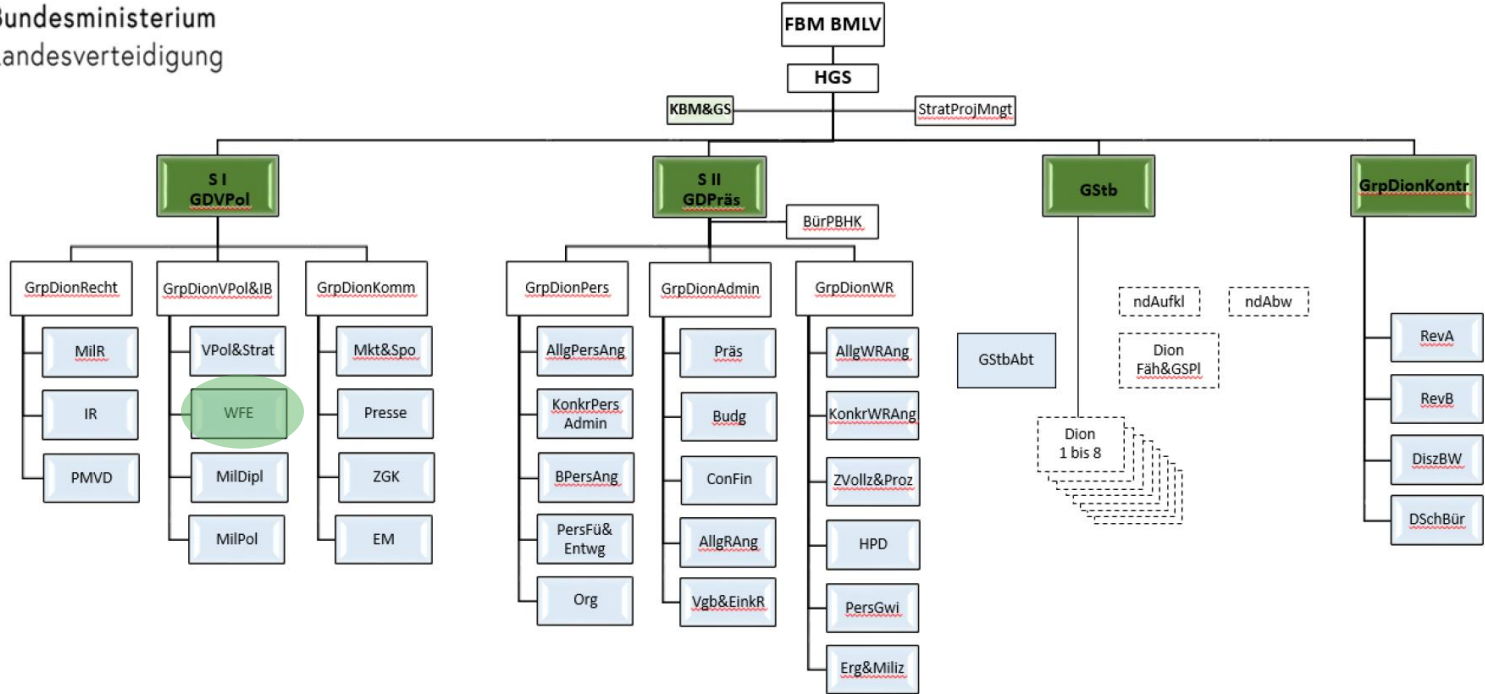 Bundesministerium
Landesverteidigung
FBM BMLV
HGS
KBM&GS
StratProjMngt
S I
GDVPol
S II
GDPräs
GStb
GrpDionKontr
BürPBHK
GrpDionRecht
GrpDionVPol&IB
GrpDionKomm
GrpDionPers
GrpDionAdmin
GrpDionWR
MilR
IR
PMVD
VPol&Strat
WFE
MilDipl
MilPol
Mkt&Spo
Presse
ZGK
EM
AllgPersAng
KonkrPers
Admin
BPersAng
PersFü&
Entwg
Org
Präs
Budg
ConFin
AllgRAng
Vgb&EinkR
AllgWRAng
KonkrWRAng
ZVollz&Proz
HPD
PersGwi
Erg&Miliz
GStbAbt
ndAufkl
ndAbw
Dion
Fäh&GSPl
Dion
1 bis 8
RevA
RevB
DiszBW
DSchBür